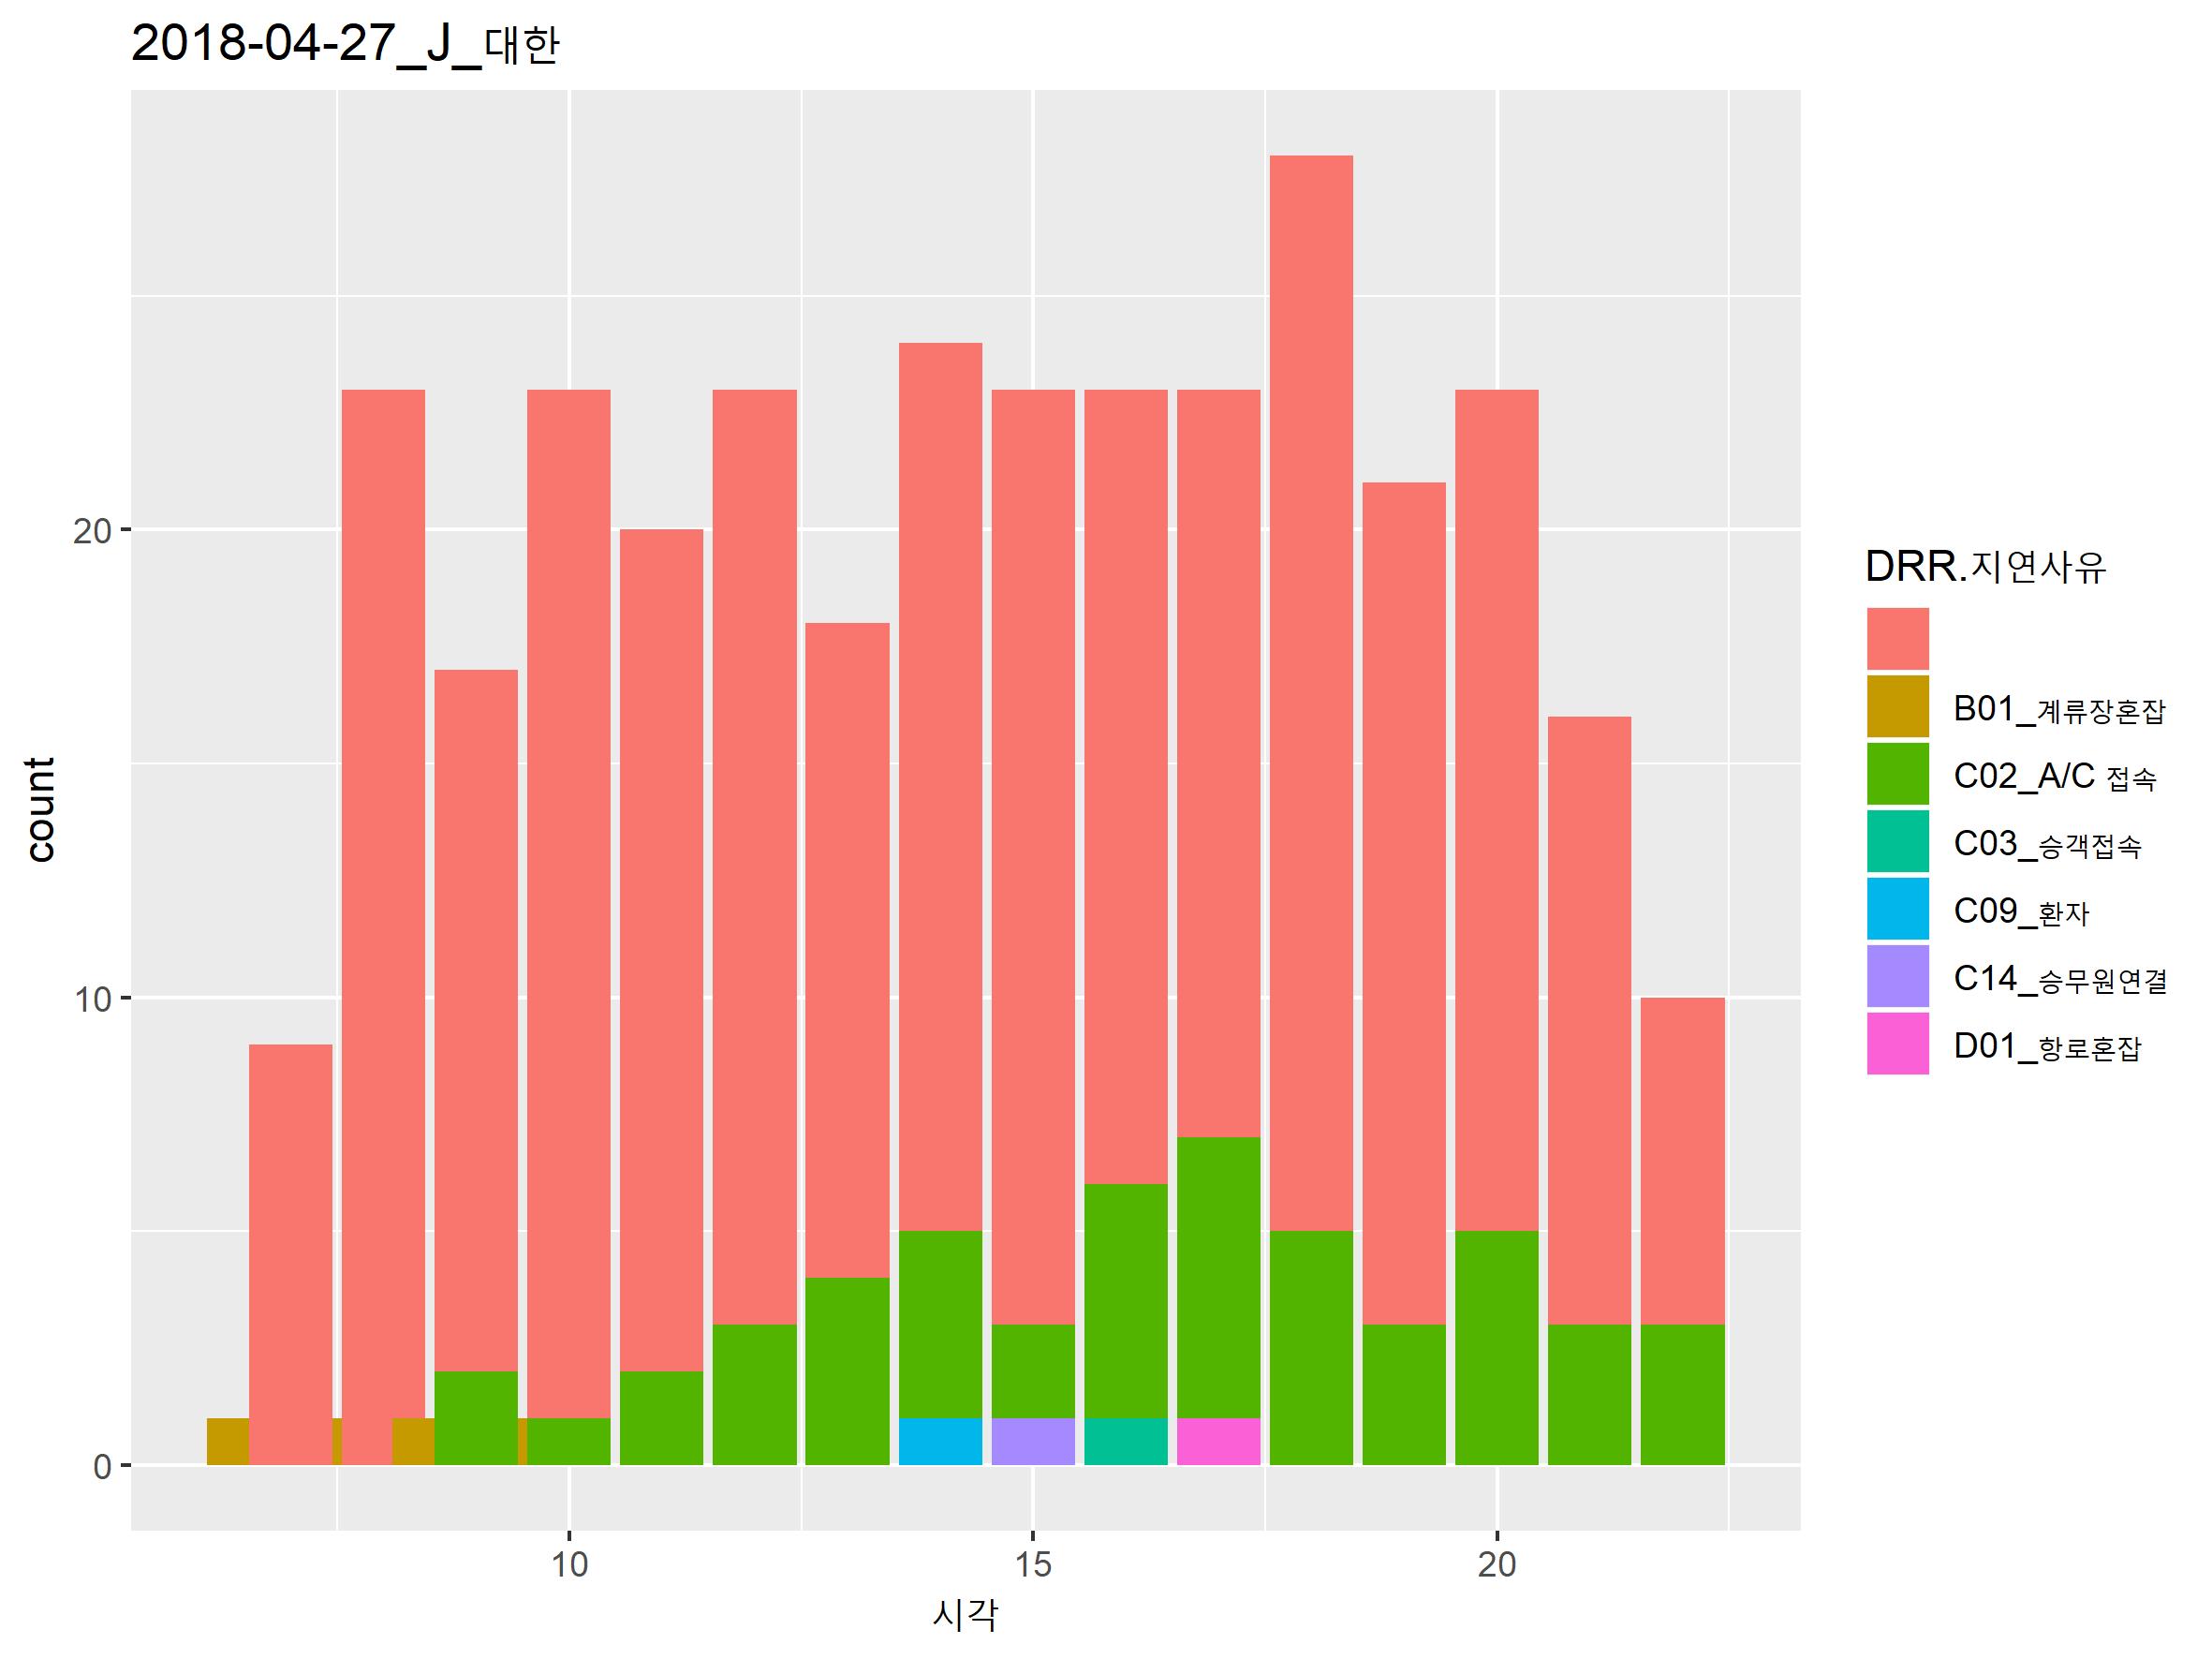 2018-04-27_J_대한
count
20
10
0
10
15
20
시각
DRR.지연사유
B01_계류장혼잡
C02_A/C 접속
C03_승객접속
C09_환자
C14_승무원연결
D01_항로혼잡